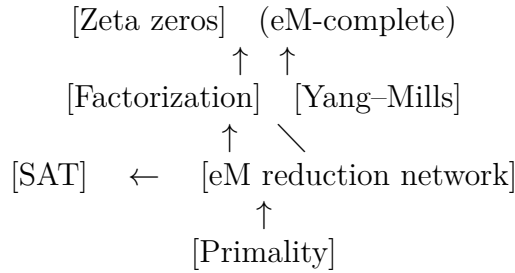 [Zeta zeros] (eM-complete)
↑ ↑
[Factorization] [Yang–Mills]
↑ \
[SAT] ← [eM reduction network]
↑
[Primality]